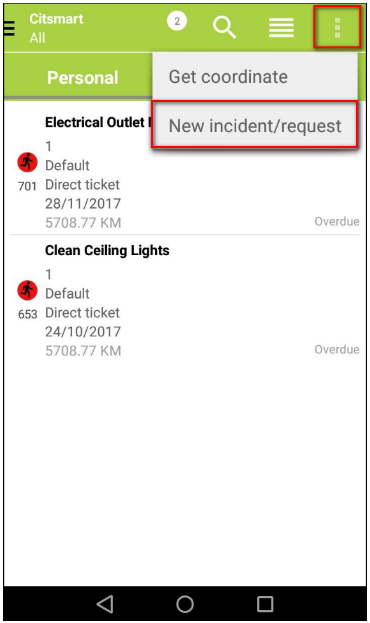 Citsmart
All
2
Personal
Get coordinate
New incident/request
Electrical Outlet
1
Default
701 Direct ticket
28/11/2017
5708.77 KM
Overdue
Clean Ceiling Lights
1
Default
653 Direct ticket
24/10/2017
5708.77 KM
Overdue